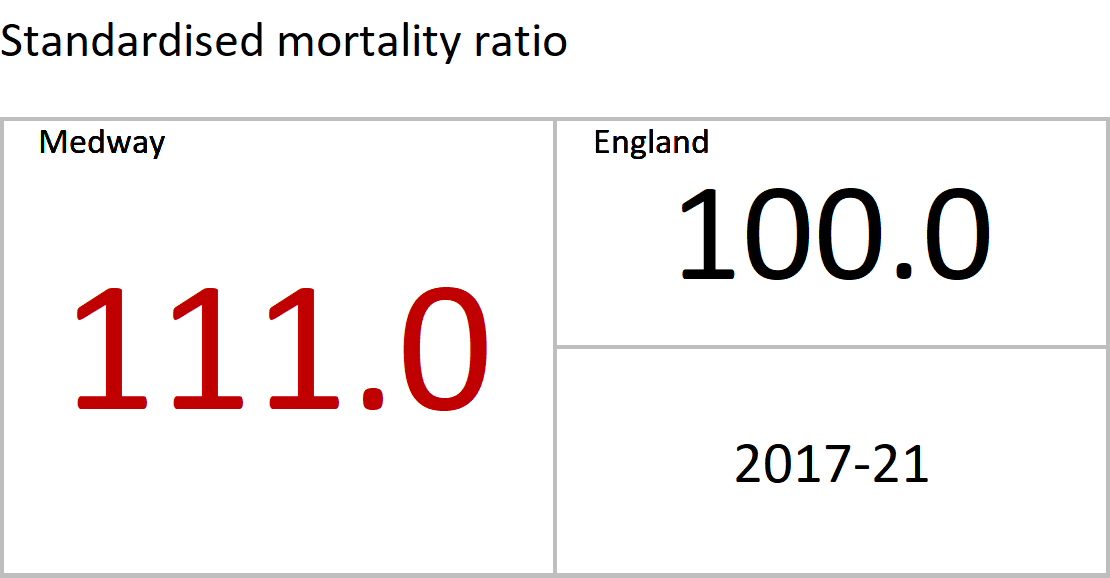 Standardised mortality ratio
Medway
111.0
England
100.0
2017-21